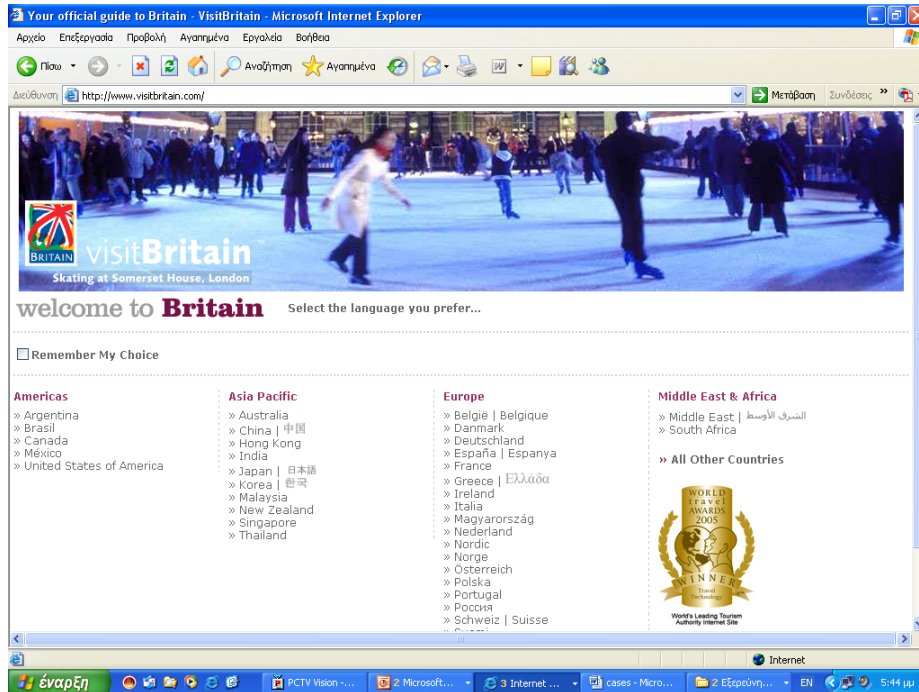 Your official guide to Britain - VisitBritain - Microsoft Internet Explorer
Αρχείο Επεξεργασία Προβολή Αγαπημένα Εργαλεία Βοήθεια
Πίσω Αναζήτηση Αγαπημένα
Διεύθυνση http://www.visitbritain.com/ Μετάβαση Συνδέσεις »
BRITAIN visitBritain™
Skating at Somerset House, London
welcome to Britain Select the language you prefer...
Remember My Choice
Americas
» Argentina
» Brasil
» Canada
» México
» United States of America
Asia Pacific
» Australia
» China | 中国
» Hong Kong
» India
» Japan | 日本語
» Korea | 한국
» Malaysia
» New Zealand
» Singapore
» Thailand
Europe
» België | Belgique
» Danmark
» Deutschland
» España | Espanya
» France
» Greece | Ελλάδα
» Ireland
» Italia
» Magyarország
» Nederland
» Nordic
» Norge
» Österreich
» Polska
» Portugal
» Россия
» Schweiz | Suisse
Middle East & Africa
» Middle East | الشرق الأوسط
» South Africa
» All Other Countries
WORLD
travel
AWARDS
2005
WINNER
Travel
Technology
World's Leading Tourism
Authority Internet Site
Internet
έναρξη PCTV Vision -... 2 Microsoft... 3 Internet ... cases - Micro... 2 Εξερεύνη... EN 5:44 μμ